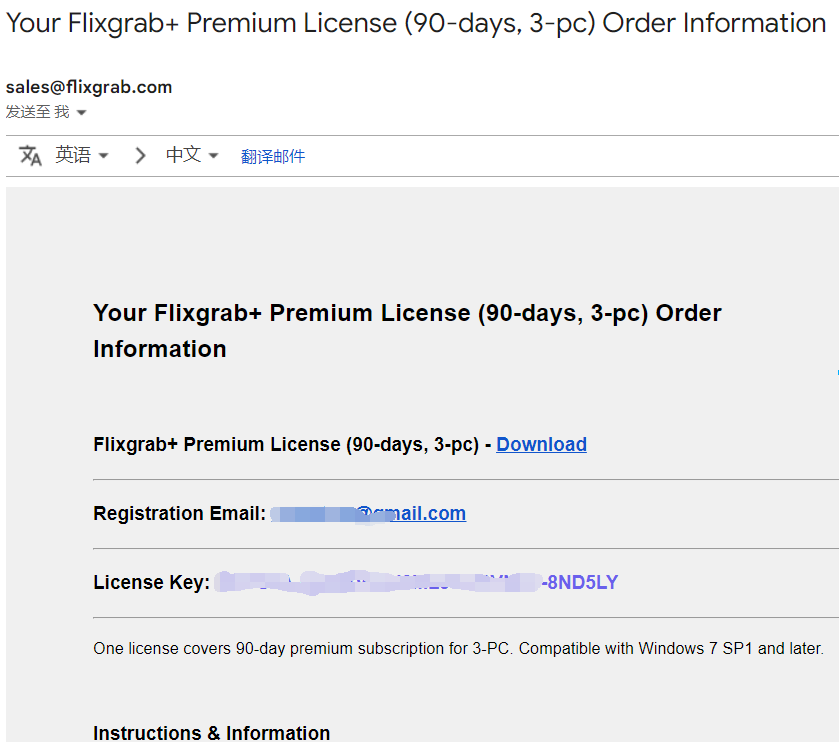 Your Flixgrab+ Premium License (90-days, 3-pc) Order Information
sales@flixgrab.com
发送至 我
英语 中文 翻译邮件
Your Flixgrab+ Premium License (90-days, 3-pc) Order
Information
Flixgrab+ Premium License (90-days, 3-pc) - Download
Registration Email: @gmail.com
License Key: -8ND5LY
One license covers 90-day premium subscription for 3-PC. Compatible with Windows 7 SP1 and later.
Instructions & Information